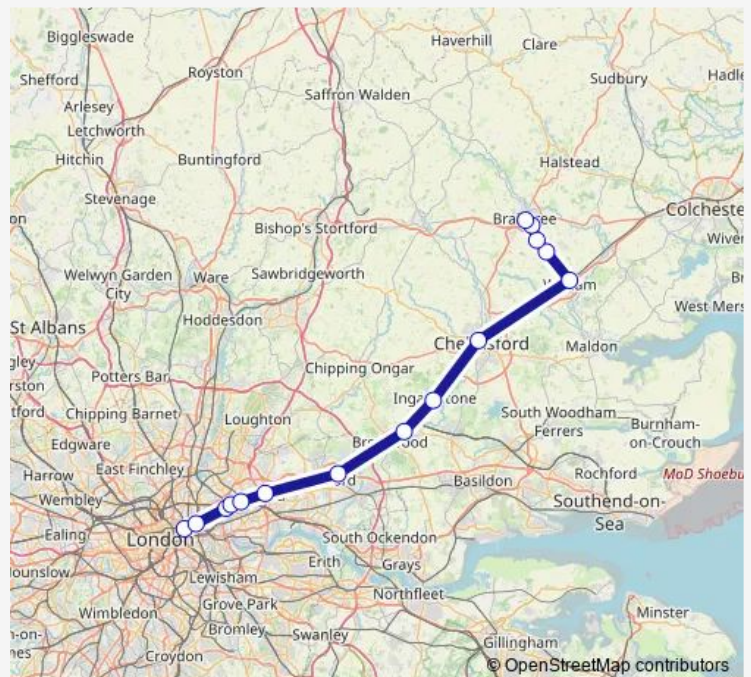 Biggleswade
Haverhill
Clare
Royston
Shefford
Sudbury
Saffron Walden
Arlesey
Letchworth
Hitchin
Buntingford
Halstead
Stevenage
Bishop's Stortford
Welwyn Garden
City
Ware
Sawbridgeworth
St Albans
Hoddesdon
Maldon
West Mers
Potters Bar
Chipping Ongar
Chipping Barnet
Loughton
South Woodham
Ferrers
Burnham-
on-Crouch
Edgware
East Finchley
Harrow
Wembley
Basildon
Rochford
MoD Shoebu
Southend-on-
Sea
Ealing
London
South Ockendon
Erith
Grays
Lewisham
Northfleet
Grove Park
Wimbledon
Bromley
Swanley
Minster
Croydon
Gillingham
© OpenStreetMap contributors